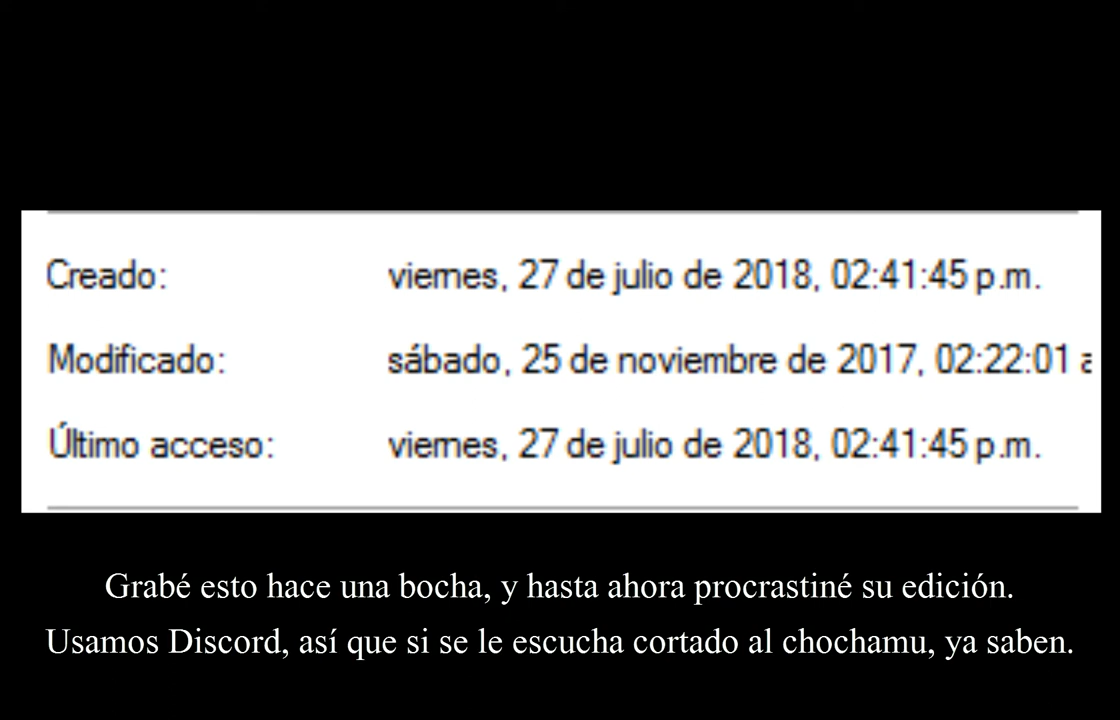 Creado: viernes, 27 de julio de 2018, 02:41:45 p.m.
Modificado: sábado, 25 de noviembre de 2017, 02:22:01 a
Último acceso: viernes, 27 de julio de 2018, 02:41:45 p.m.
Grabé esto hace una bocha, y hasta ahora procrastiné su edición.
Usamos Discord, así que si se le escucha cortado al chochamu, ya saben.